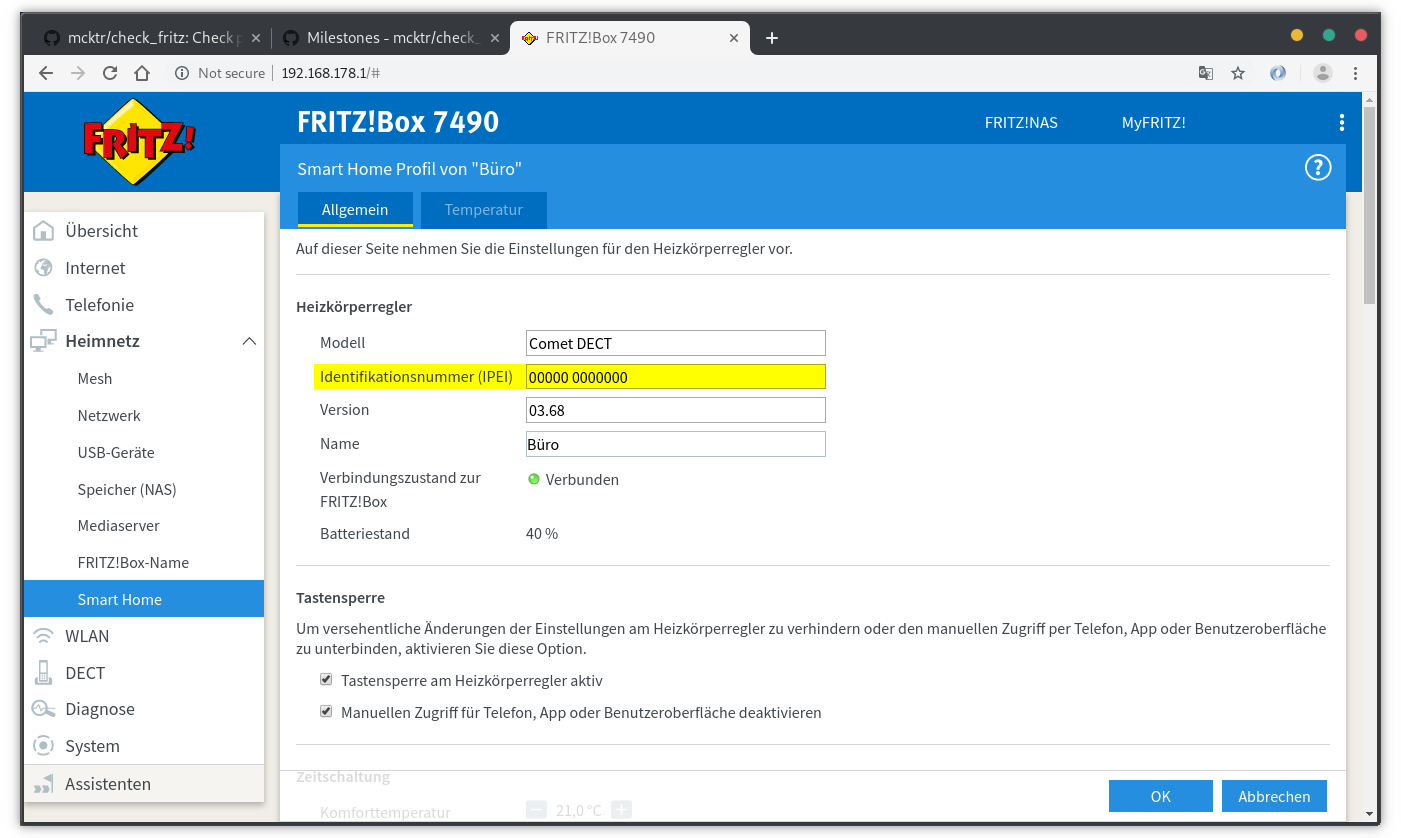 mcktr/check_fritz: Check p
Milestones - mcktr/check_
FRITZ!Box 7490
Not secure
192.168.178.1/#
FRITZ!
FRITZ!Box 7490
FRITZ!NAS
MyFRITZ!
Smart Home Profil von "Büro"
Allgemein
Temperatur
Übersicht
Internet
Telefonie
Heimnetz
Mesh
Netzwerk
USB-Geräte
Speicher (NAS)
Mediaserver
FRITZ!Box-Name
Smart Home
WLAN
DECT
Diagnose
System
Assistenten
Auf dieser Seite nehmen Sie die Einstellungen für den Heizkörperregler vor.
Heizkörperregler
Modell
Comet DECT
Identifikationsnummer (IPEI)
00000 0000000
Version
03.68
Name
Büro
Verbindungszustand zur
FRITZ!Box
Verbunden
Batteriestand
40 %
Tastensperre
Um versehentliche Änderungen der Einstellungen am Heizkörperregler zu verhindern oder den manuellen Zugriff per Telefon, App oder Benutzeroberfläche
zu unterbinden, aktivieren Sie diese Option.
Tastensperre am Heizkörperregler aktiv
Manuellen Zugriff für Telefon, App oder Benutzeroberfläche deaktivieren
Zeitschaltung
Komforttemperatur
21,0 °C
OK
Abbrechen